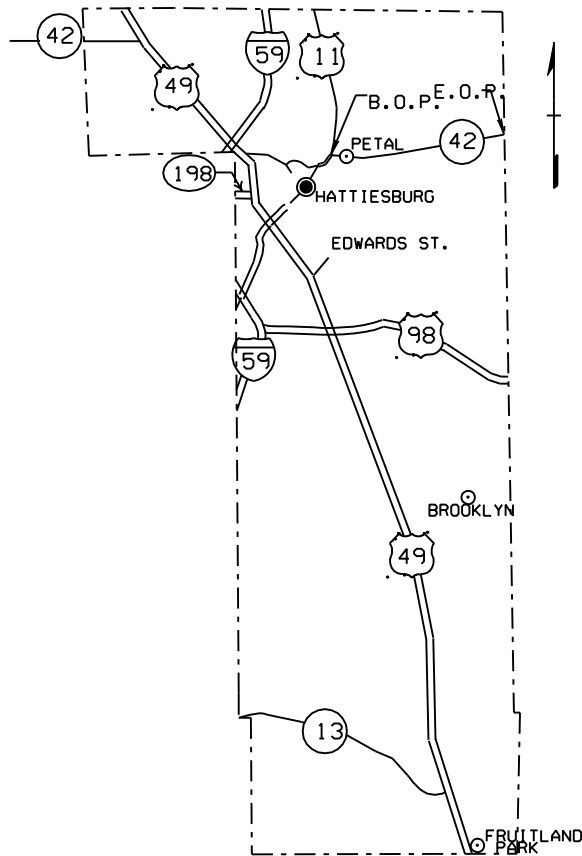 42
59
11
49
B.O.P.
E.O.P.
PETAL
42
198
HATTIESBURG
EDWARDS ST.
98
59
BROOKLYN
49
13
FRUITLAND
PARK